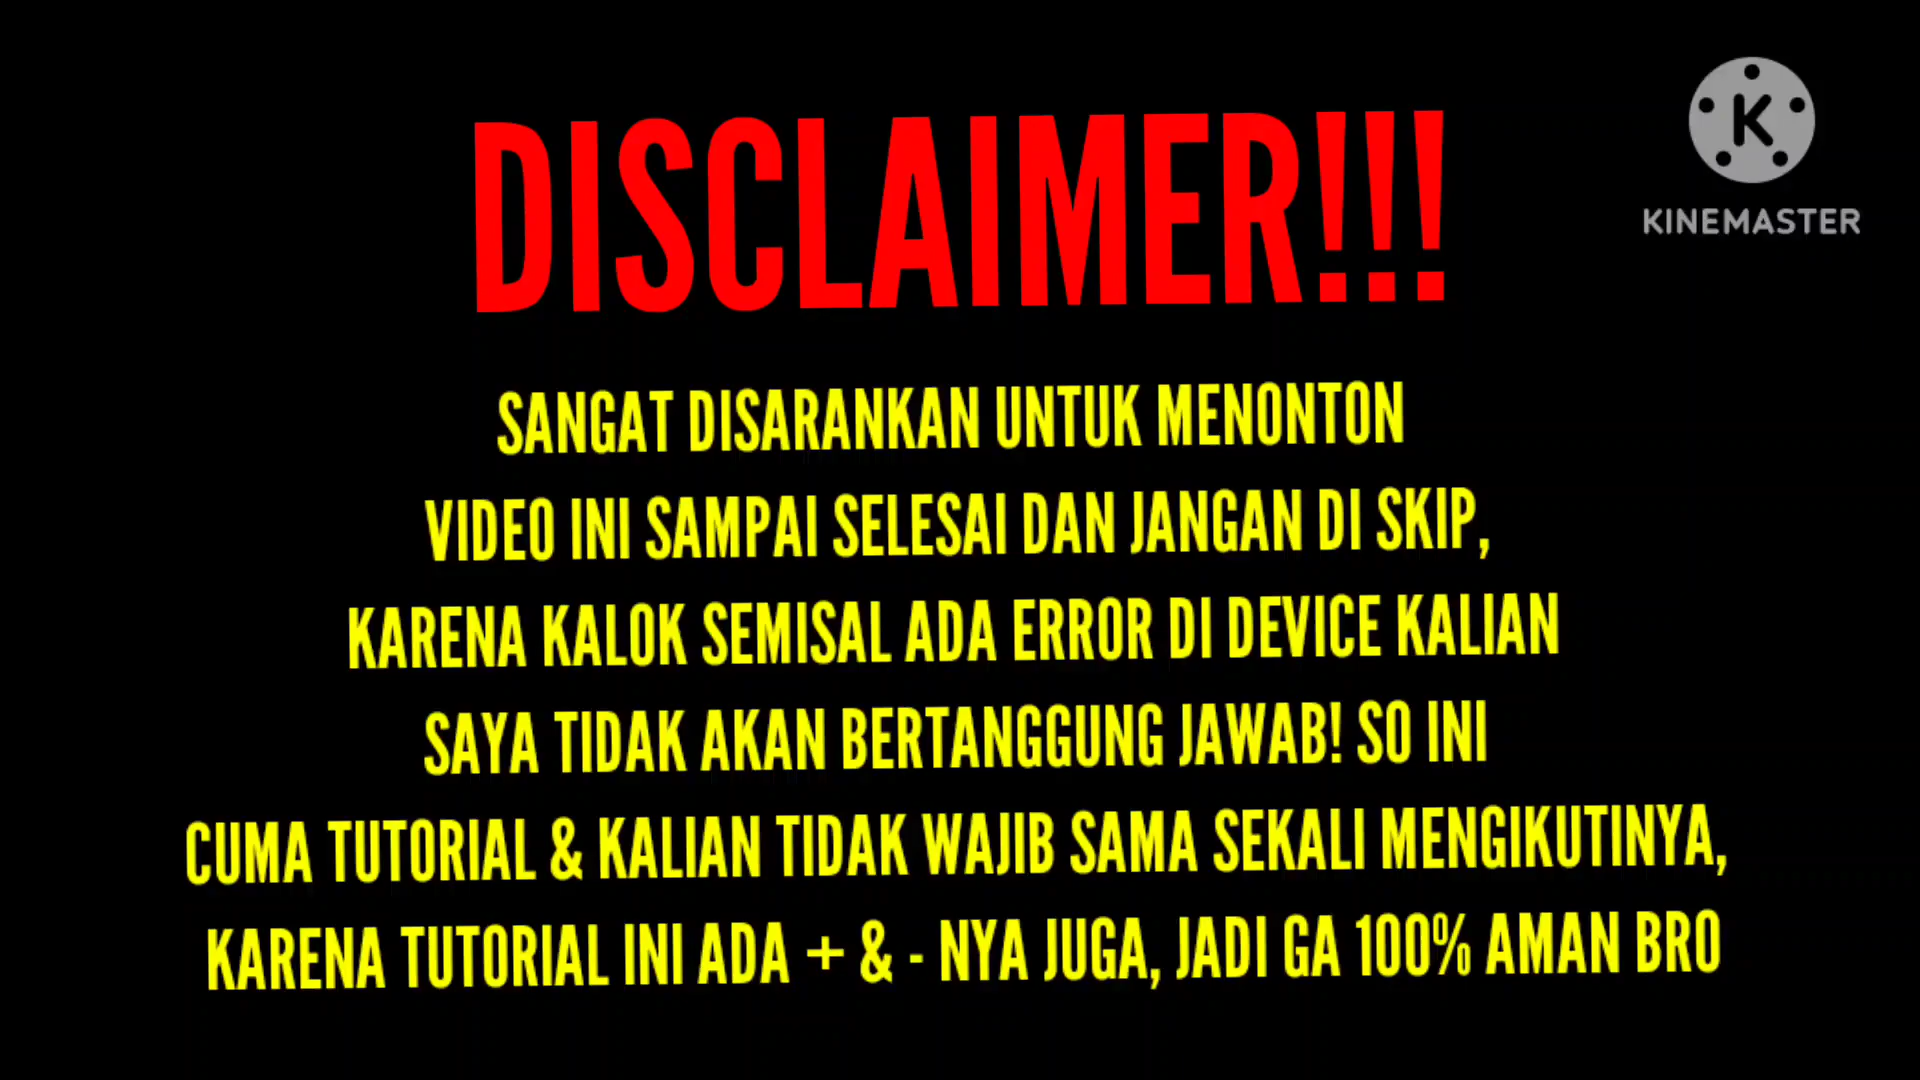 DISCLAIMER!!!
K
KINEMASTER
SANGAT DISARANKAN UNTUK MENONTON
VIDEO INI SAMPAI SELESAI DAN JANGAN DI SKIP,
KARENA KALOK SEMISAL ADA ERROR DI DEVICE KALIAN
SAYA TIDAK AKAN BERTANGGUNG JAWAB! SO INI
CUMA TUTORIAL & KALIAN TIDAK WAJIB SAMA SEKALI MENGIKUTINYA,
KARENA TUTORIAL INI ADA + & - NYA JUGA, JADI GA 100% AMAN BRO